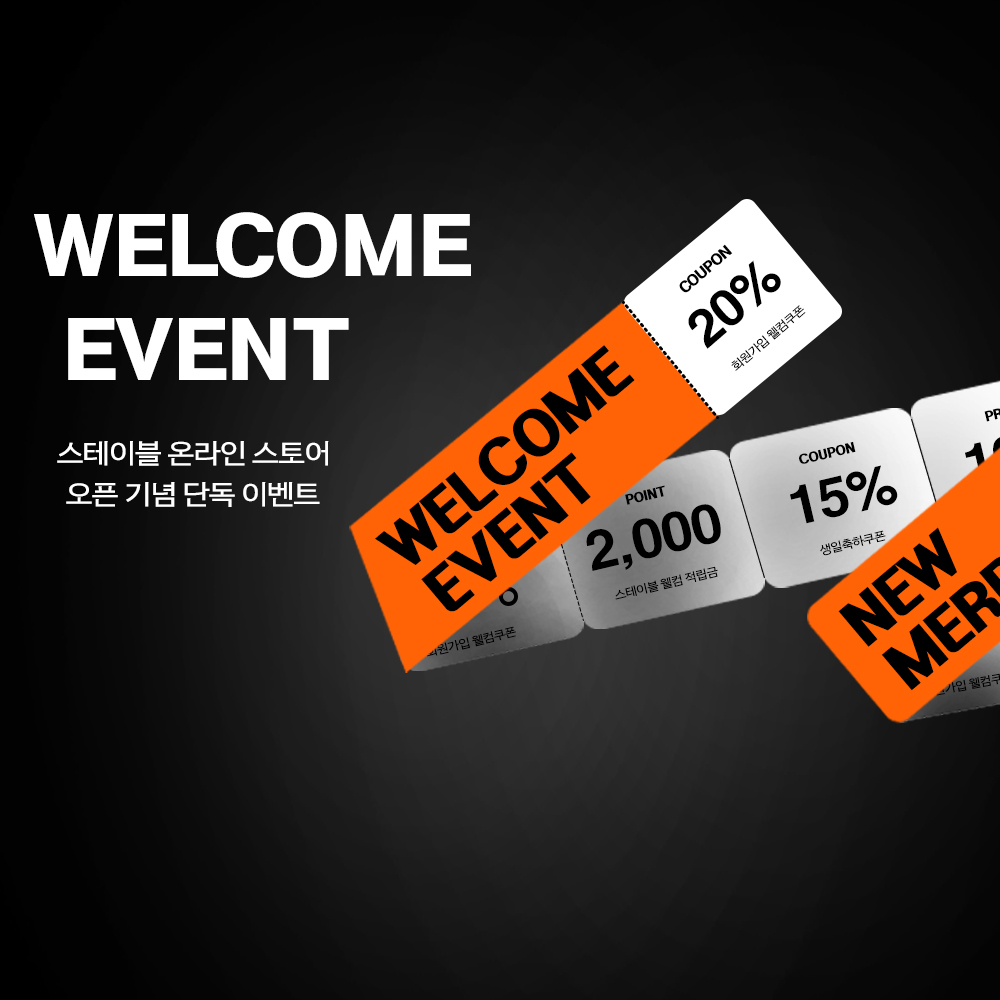 WELCOME
EVENT
스테이블 온라인 스토어
오픈 기념 단독 이벤트
COUPON
20%
회원가입 웰컴쿠폰
WELCOME
EVENT
회원가입 웰컴쿠폰
POINT
2,000
스테이블 웰컴 적립금
COUPON
15%
생일축하쿠폰
NEW